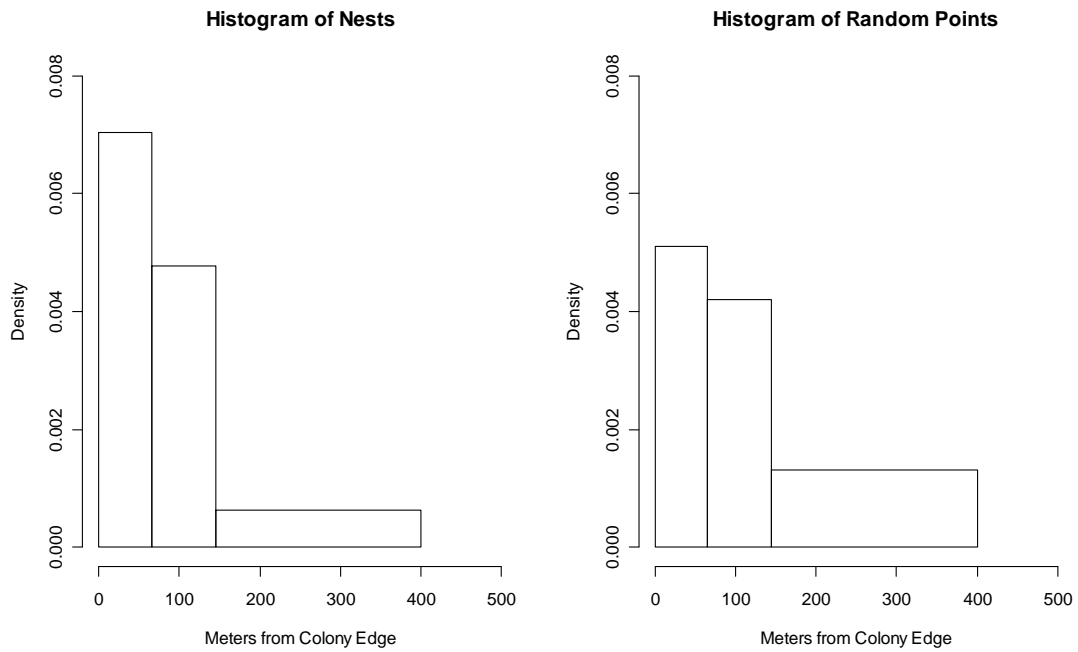 Histogram of Nests
Density
0.008
0.006
0.004
0.002
0.000
0 100 200 300 400 500
Meters from Colony Edge
Histogram of Random Points
Density
0.008
0.006
0.004
0.002
0.000
0 100 200 300 400 500
Meters from Colony Edge